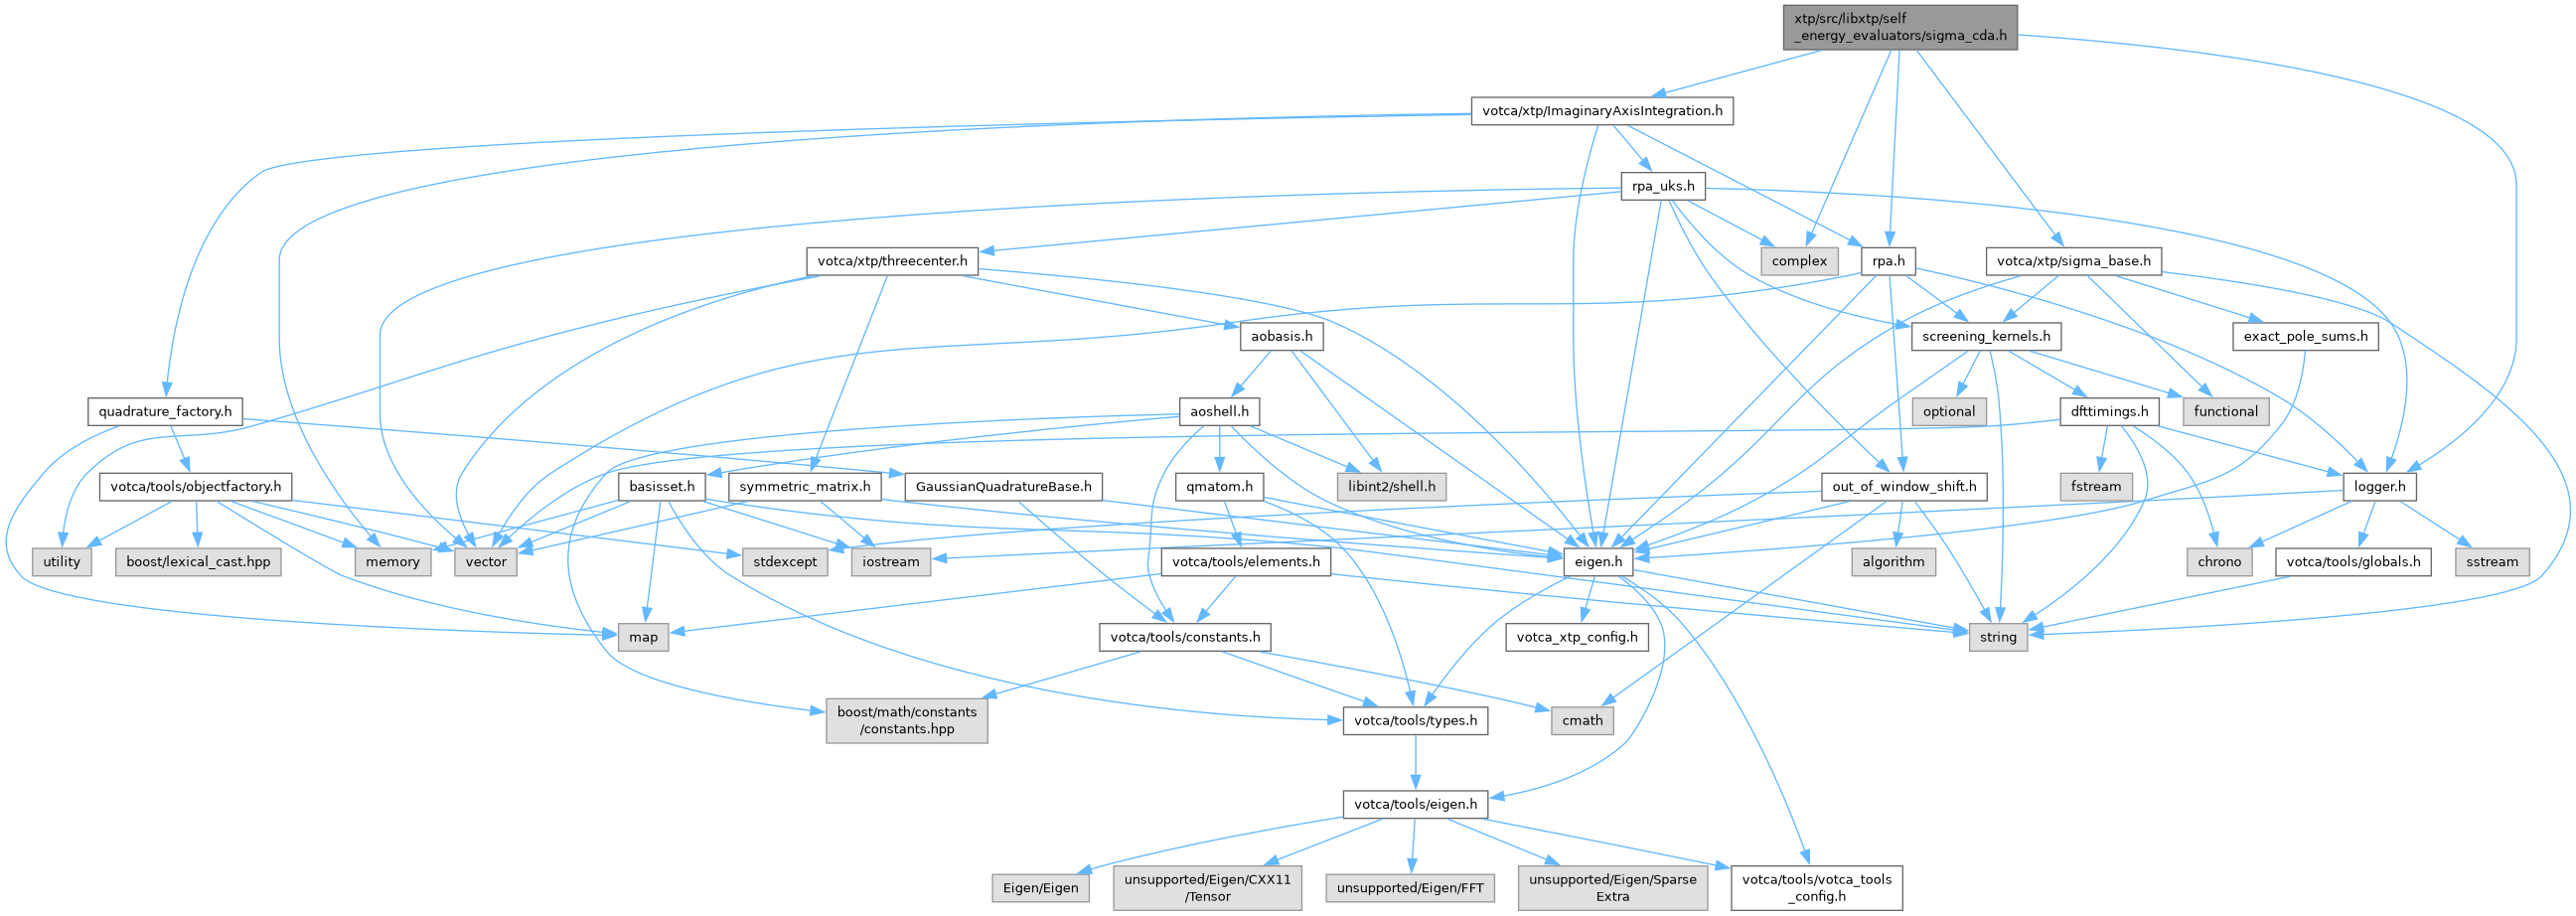 xtp/src/libxtp/self
_energy_evaluators/sigma_cda.h
votca/xtp/ImaginaryAxisIntegration.h
rpa_uks.h
votca/xtp/threecenter.h
complex
rpa.h
votca/xtp/sigma_base.h
aobasis.h
screening_kernels.h
exact_pole_sums.h
quadrature_factory.h
aoshell.h
optional
dfttimings.h
functional
votca/tools/objectfactory.h
basisset.h
symmetric_matrix.h
GaussianQuadratureBase.h
qmatom.h
libint2/shell.h
out_of_window_shift.h
fstream
logger.h
utility
boost/lexical_cast.hpp
memory
vector
stdexcept
iostream
votca/tools/elements.h
eigen.h
algorithm
chrono
votca/tools/globals.h
sstream
map
votca/tools/constants.h
votca_xtp_config.h
string
boost/math/constants
/constants.hpp
votca/tools/types.h
cmath
votca/tools/eigen.h
Eigen/Eigen
unsupported/Eigen/CXX11
/Tensor
unsupported/Eigen/FFT
unsupported/Eigen/Sparse
Extra
votca/tools/votca_tools
_config.h